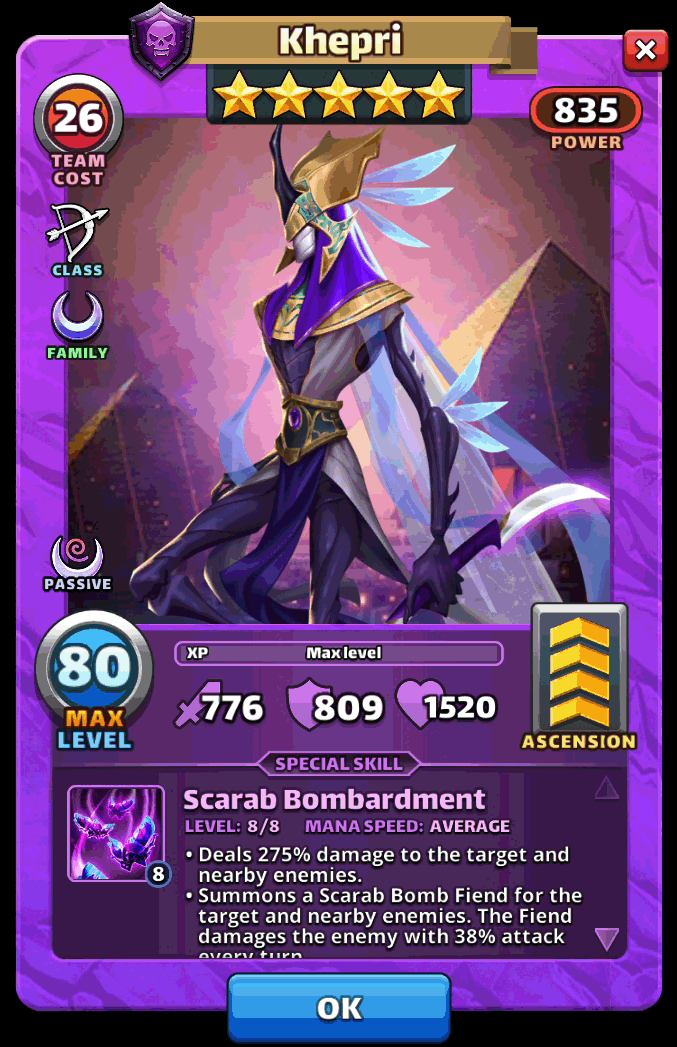 Khepri
26
TEAM
COST
835
POWER
CLASS
FAMILY
PASSIVE
80
MAX
LEVEL
XP Max level
776 809 1520
ASCENSION
SPECIAL SKILL
Scarab Bombardment
LEVEL: 8/8 MANA SPEED: AVERAGE
8
• Deals 275% damage to the target and
nearby enemies.
• Summons a Scarab Bomb Fiend for the
target and nearby enemies. The Fiend
damages the enemy with 38% attack
every turn
OK